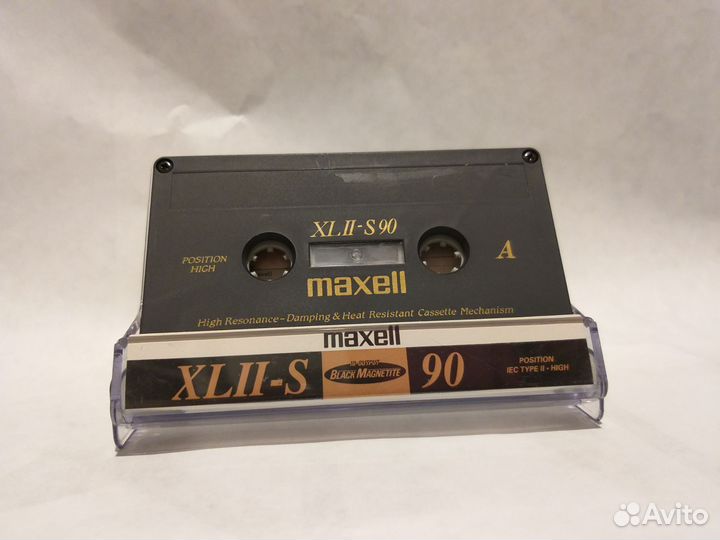 XLII-S90
POSITION
HIGH
A
maxell
High Resonance-Damping & Heat Resistant Cassette Mechanism
maxell
XLII-S
BLACK MAGNETITE
90
POSITION
IEC TYPE II - HIGH
Avito